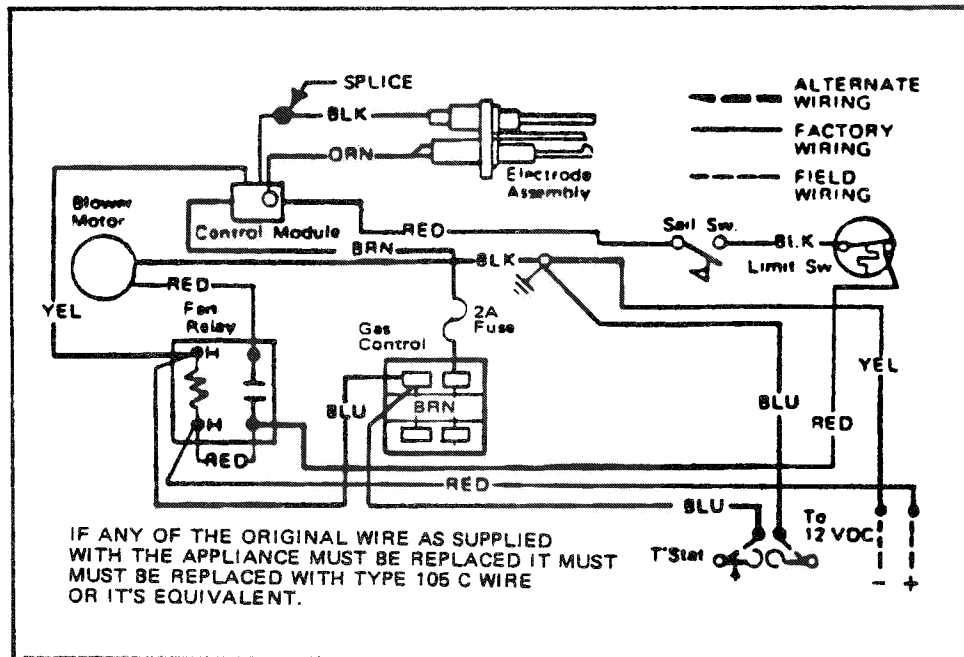 SPLICE
BLK
ORN
Electrode
Assembly
ALTERNATE
WIRING
FACTORY
WIRING
FIELD
WIRING
Blower
Motor
Control Module
RED
BRN
Sail Sw.
BLK
Limit Sw
BLK
RED
YEL
Fan
Relay
Gas
Control
2A
Fuse
H
BLU
BRN
H
RED
YEL
BLU
RED
RED
BLU
To
12 VDC
T'Stat
- +
IF ANY OF THE ORIGINAL WIRE AS SUPPLIED
WITH THE APPLIANCE MUST BE REPLACED IT MUST
MUST BE REPLACED WITH TYPE 105 C WIRE
OR IT'S EQUIVALENT.